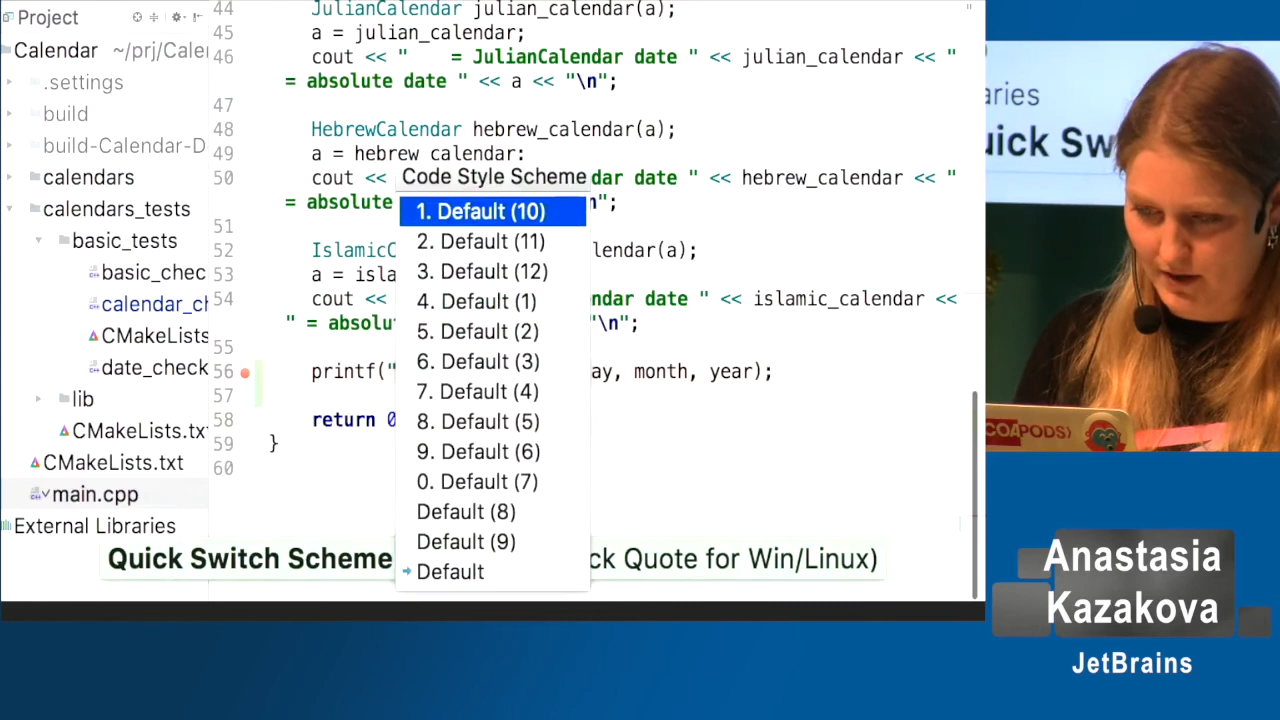 Project
Calendar ~/prj/Caler
.settings
build
build-Calendar-D
calendars
calendars_tests
basic_tests
basic_chec
calendar_ch
CMakeLists
date_check
lib
CMakeLists.tx
CMakeLists.txt
main.cpp
External Libraries
44 JulianCalendar julian_calendar(a);
45 a = julian_calendar;
46 cout << " = JulianCalendar date " << julian_calendar << "
= absolute date " << a << "\n";
47
48 HebrewCalendar hebrew_calendar(a);
49 a = hebrew calendar:
50 cout << dar date " << hebrew_calendar << "
= absolute n";
51
52 IslamicC lendar(a);
53 a = isla
54 cout << ndar date " << islamic_calendar <<
" = absolu "\n";
55
56 printf(" ay, month, year);
57
58 return 0
59 }
60
Code Style Scheme
1. Default (10)
2. Default (11)
3. Default (12)
4. Default (1)
5. Default (2)
6. Default (3)
7. Default (4)
8. Default (5)
9. Default (6)
0. Default (7)
Default (8)
Default (9)
Default
Quick Switch Scheme ck Quote for Win/Linux)
aries
uick Sw
COAPODS)
Anastasia
Kazakova
JetBrains